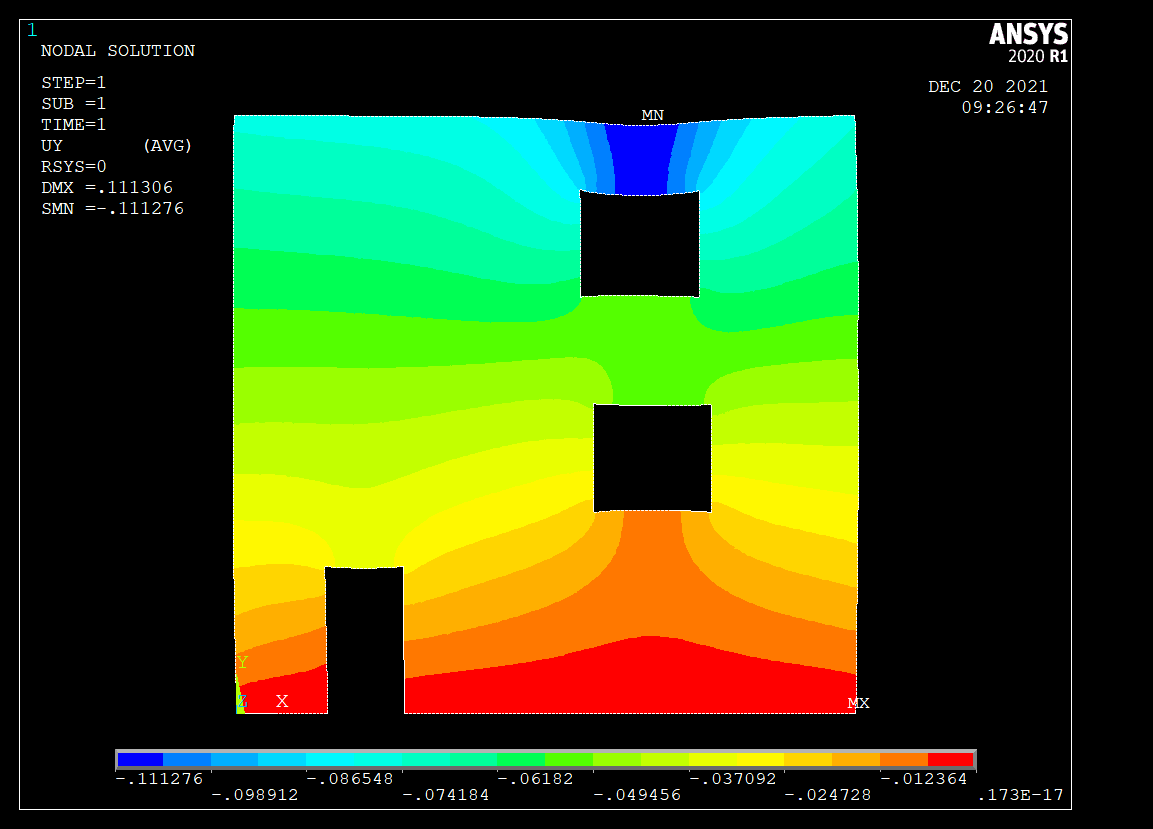 1
ANSYS
2020 R1
NODAL SOLUTION
DEC 20 2021
09:26:47
STEP=1
SUB =1
TIME=1
UY (AVG)
RSYS=0
DMX =.111306
SMN =-.111276
MN
Y
Z X
MX
-.111276 -.086548 -.06182 -.037092 -.012364
-.098912 -.074184 -.049456 -.024728 .173E-17